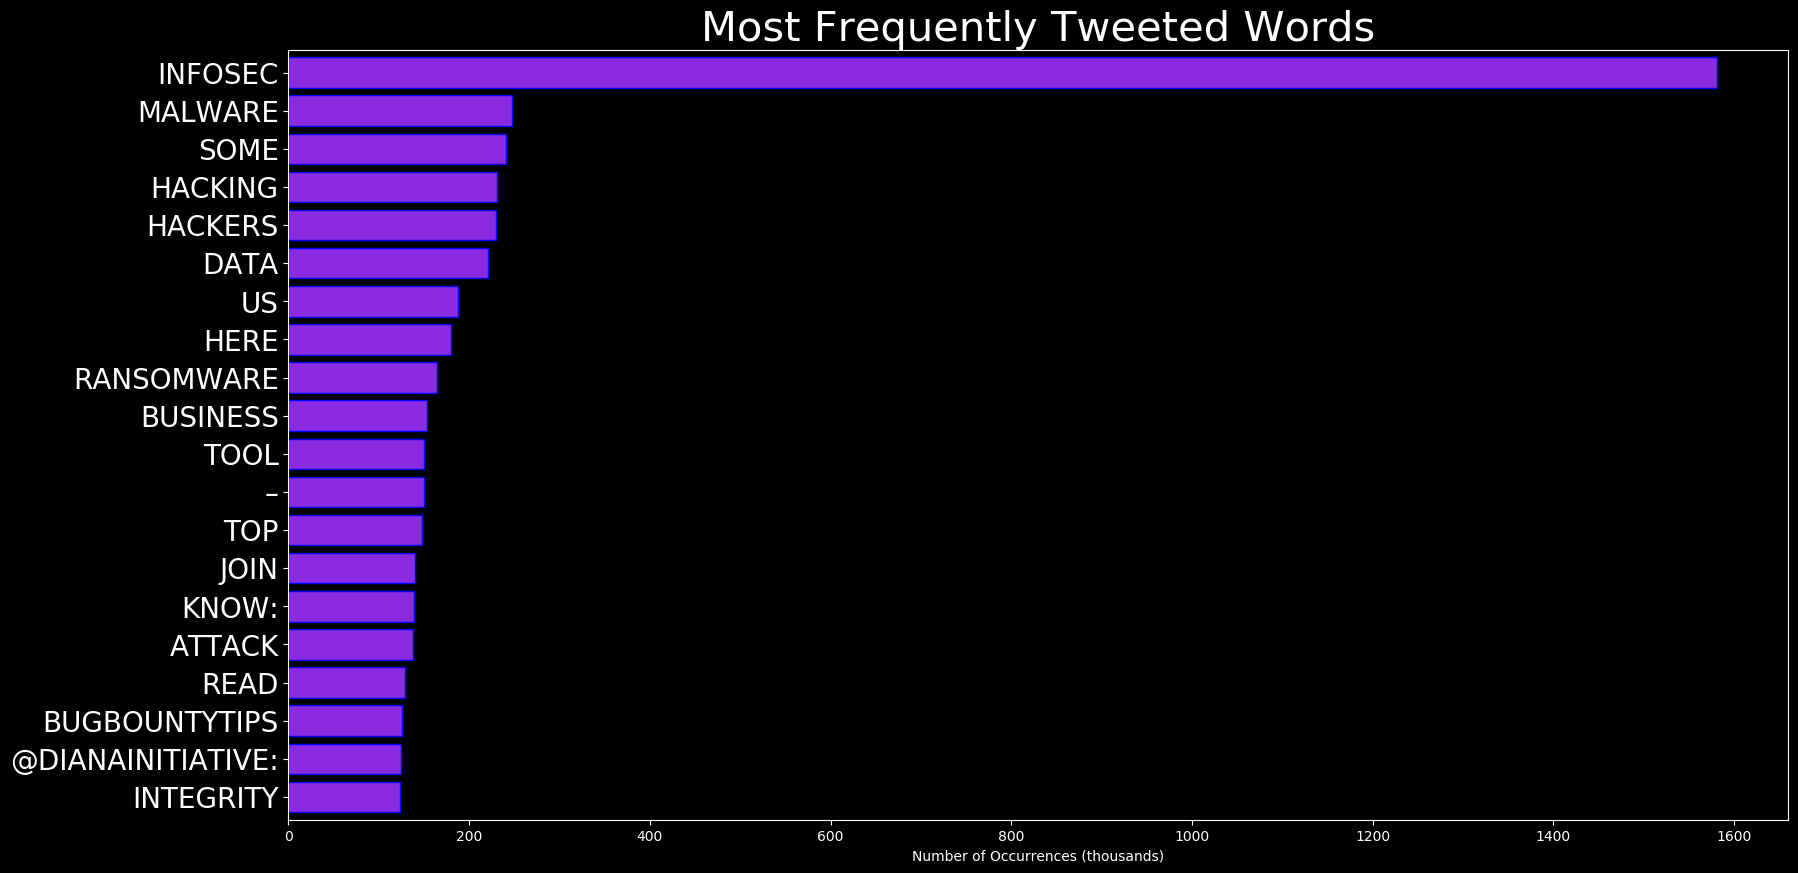 Most Frequently Tweeted Words
INFOSEC
MALWARE
SOME
HACKING
HACKERS
DATA
US
HERE
RANSOMWARE
BUSINESS
TOOL
–
TOP
JOIN
KNOW:
ATTACK
READ
BUGBOUNTYTIPS
@DIANAINITIATIVE:
INTEGRITY
0 200 400 600 800 1000 1200 1400 1600
Number of Occurrences (thousands)